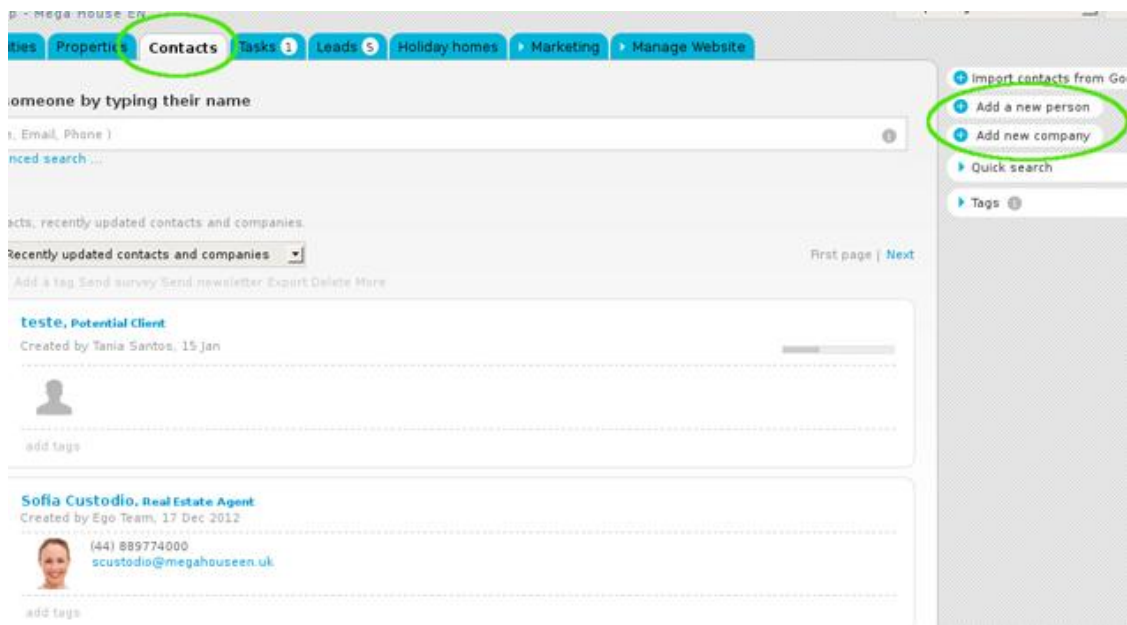 - Mega House EN
ities Properties Contacts Tasks 1 Leads 5 Holiday homes Marketing Manage Website
Import contacts from Go
Add a new person
Add new company
Quick search
Tags
omeone by typing their name
, Email, Phone )
nced search ...
acts, recently updated contacts and companies.
Recently updated contacts and companies
First page | Next
Add a tag Send survey Send newsletter Export Delete More
teste, Potential Client
Created by Tania Santos, 15 Jan
add tags
Sofia Custodio, Real Estate Agent
Created by Ego Team, 17 Dec 2012
(44) 889774000
scustodio@megahouseen.uk
add tags